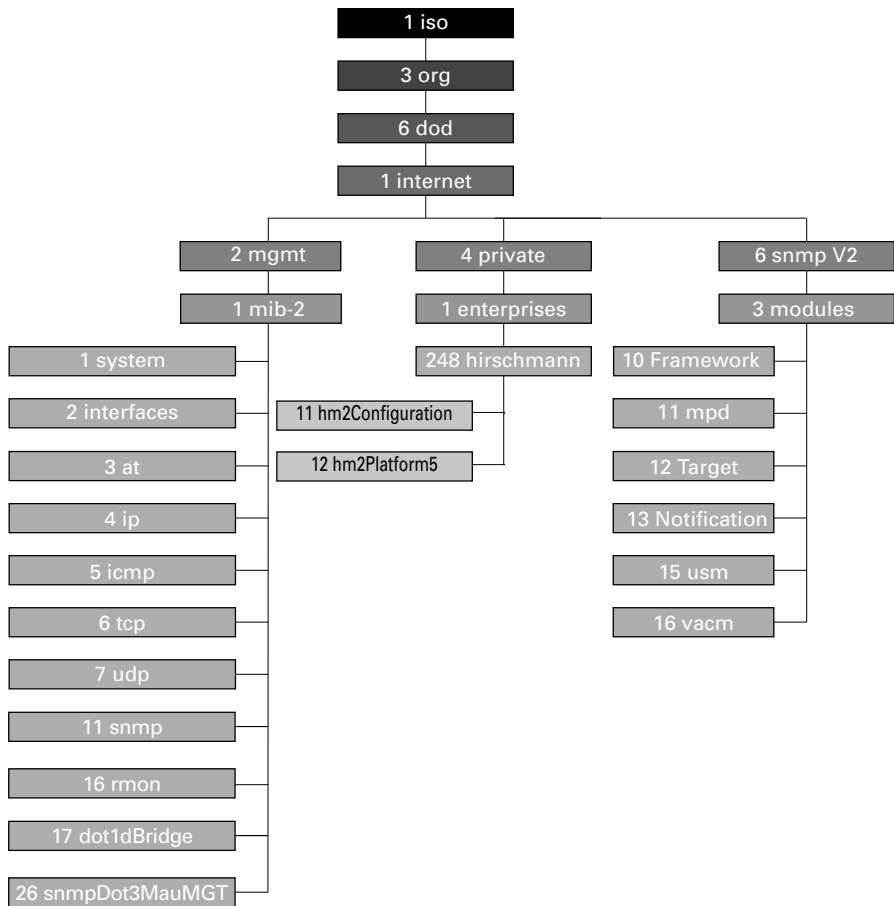 1 iso
3 org
6 dod
1 internet
2 mgmt
4 private
6 snmp V2
1 mib-2
1 enterprises
3 modules
1 system
248 hirschmann
10 Framework
2 interfaces
11 hm2Configuration
11 mpd
3 at
12 hm2Platform5
12 Target
4 ip
13 Notification
5 icmp
15 usm
6 tcp
16 vacm
7 udp
11 snmp
16 rmon
17 dot1dBridge
26 snmpDot3MauMGT